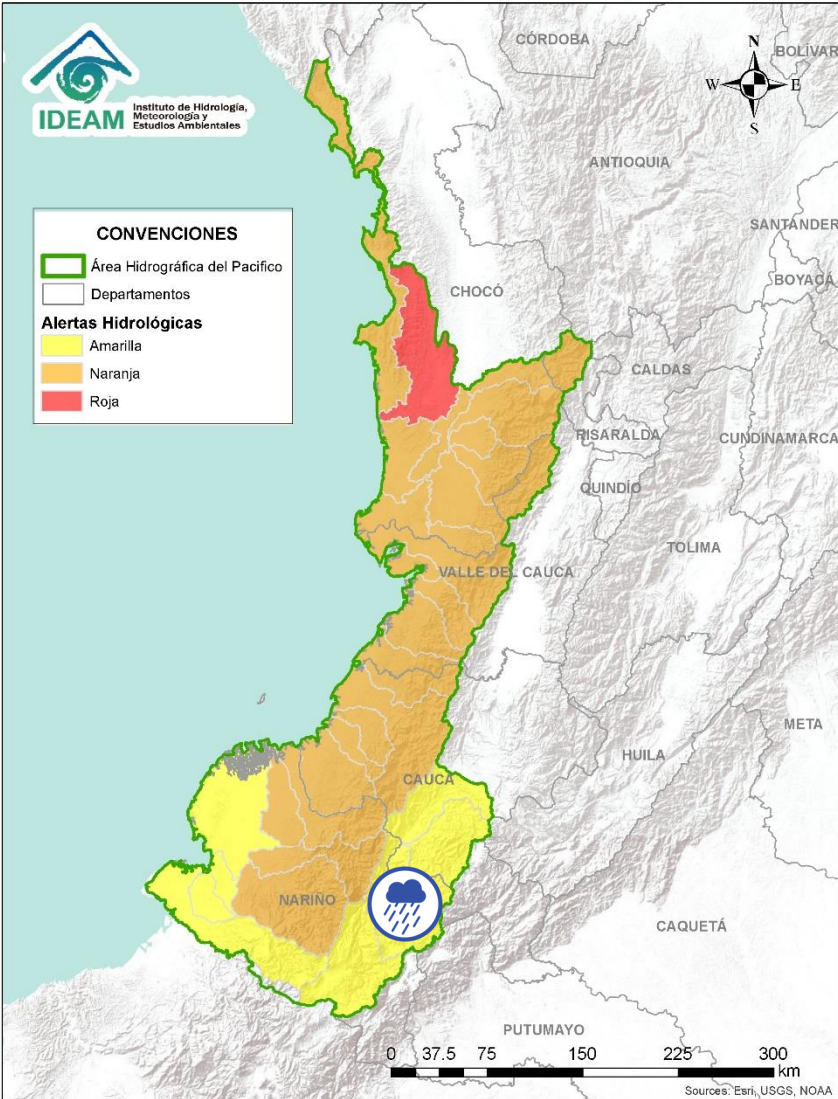 IDEAM
Instituto de Hidrología,
Meteorología y
Estudios Ambientales
CÓRDOBA
BOLÍVAR
N
W
E
S
ANTIOQUIA
SANTANDER
BOYACÁ
CONVENCIONES
Área Hidrográfica del Pacifico
Departamentos
Alertas Hidrológicas
Amarilla
Naranja
Roja
CHOCÓ
CALDAS
RISARALDA
CUNDINAMARCA
QUINDÍO
TOLIMA
VALLE DEL CAUCA
META
HUILA
CAUCA
NARIÑO
CAQUETÁ
PUTUMAYO
0 37.5 75 150 225 300
km
Sources: Esri, USGS, NOAA